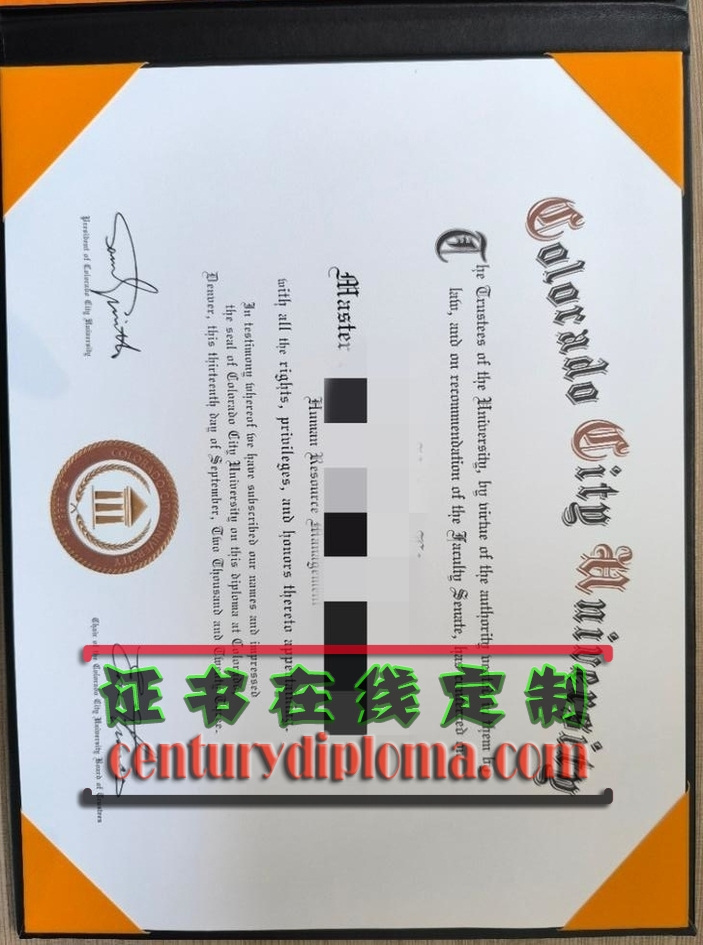 Colorado City University
The Trustees of the University, by virtue of the authority
law, and on recommendation of the Faculty Senate,
Master
Human Resource Management
with all the rights, privileges, and honors thereto
In testimony whereof we have subscribed our names and impressed
the seal of Colorado City University on this diploma at
Denver, this thirteenth day of September, Two Thousand and
President of Colorado City University
Chair of the Colorado City University Board of Trustees
证书在线定制
centurydiploma.com